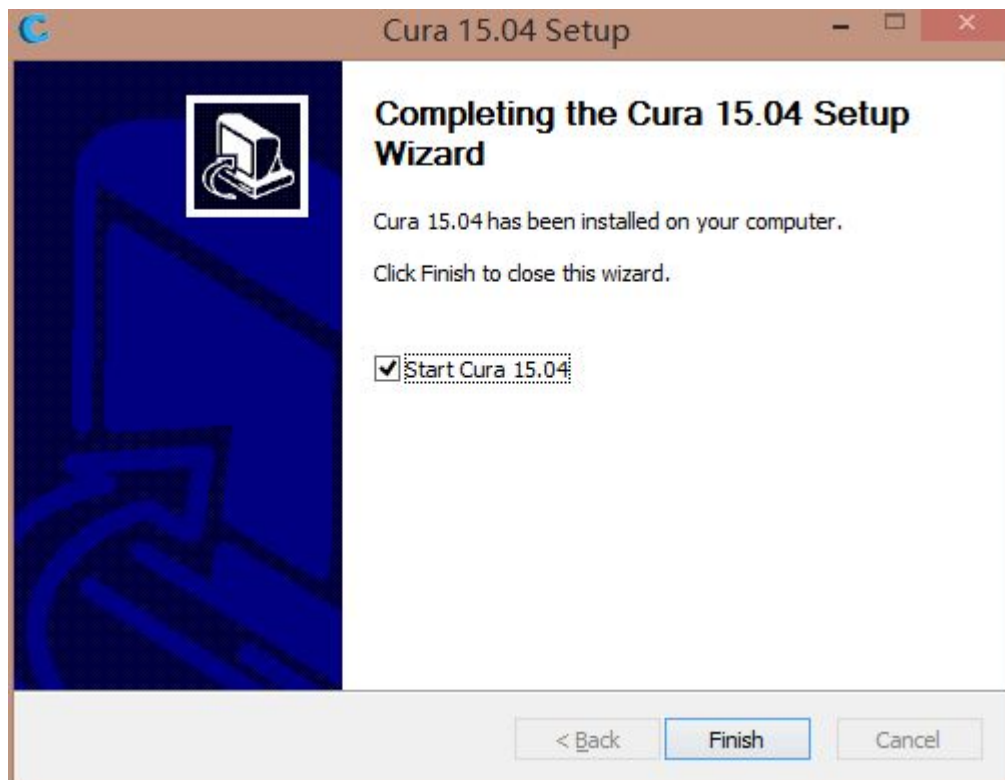 Cura 15.04 Setup
Completing the Cura 15.04 Setup
Wizard
Cura 15.04 has been installed on your computer.
Click Finish to close this wizard.
Start Cura 15.04
< Back
Finish
Cancel